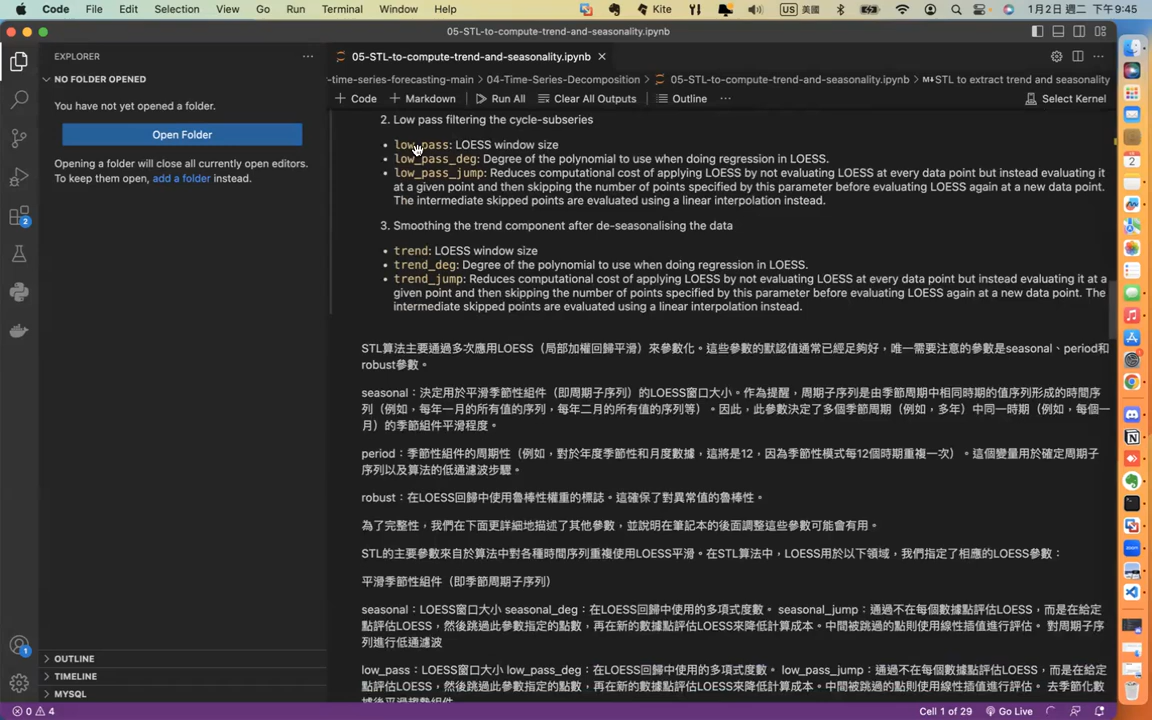 Code File Edit Selection View Go Run Terminal Window Help Kite US 美國 1月2日 週二 下午9:45
05-STL-to-compute-trend-and-seasonality.ipynb
EXPLORER
05-STL-to-compute-trend-and-seasonality.ipynb
NO FOLDER OPENED
-time-series-forecasting-main > 04-Time-Series-Decomposition > 05-STL-to-compute-trend-and-seasonality.ipynb > M↓STL to extract trend and seasonality
You have not yet opened a folder.
Open Folder
Opening a folder will close all currently open editors.
To keep them open, add a folder instead.
+ Code + Markdown Run All Clear All Outputs Outline ... Select Kernel
2. Low pass filtering the cycle-subseries
low_pass: LOESS window size
low_pass_deg: Degree of the polynomial to use when doing regression in LOESS.
low_pass_jump: Reduces computational cost of applying LOESS by not evaluating LOESS at every data point but instead evaluating it
at a given point and then skipping the number of points specified by this parameter before evaluating LOESS again at a new data point.
The intermediate skipped points are evaluated using a linear interpolation instead.
3. Smoothing the trend component after de-seasonalising the data
trend: LOESS window size
trend_deg: Degree of the polynomial to use when doing regression in LOESS.
trend_jump: Reduces computational cost of applying LOESS by not evaluating LOESS at every data point but instead evaluating it at a
given point and then skipping the number of points specified by this parameter before evaluating LOESS again at a new data point. The
intermediate skipped points are evaluated using a linear interpolation instead.
STL算法主要通過多次應用LOESS（局部加權回歸平滑）來參數化。這些參數的默認值通常已經足夠好，唯一需要注意的參數是seasonal、period和
robust參數。
seasonal：決定用於平滑季節性組件（即周期子序列）的LOESS窗口大小。作為提醒，周期子序列是由季節周期中相同時期的值序列形成的時間序
列（例如，每年一月的所有值的序列，每年二月的所有值的序列等）。因此，此參數決定了多個季節周期（例如，多年）中同一時期（例如，每個一
月）的季節組件平滑程度。
period：季節性組件的周期性（例如，對於年度季節性和月度數據，這將是12，因為季節性模式每12個時期重複一次）。這個變量用於確定周期子
序列以及算法的低通濾波步驟。
robust：在LOESS回歸中使用魯棒性權重的標誌。這確保了對異常值的魯棒性。
為了完整性，我們在下面更詳細地描述了其他參數，並說明在筆記本的後面調整這些參數可能會有用。
STL的主要參數來自於算法中對各種時間序列重複使用LOESS平滑。在STL算法中，LOESS用於以下領域，我們指定了相應的LOESS參數：
平滑季節性組件（即季節周期子序列）
seasonal：LOESS窗口大小 seasonal_deg：在LOESS回歸中使用的多項式度數。 seasonal_jump：通過不在每個數據點評估LOESS，而是在給定
點評估LOESS，然後跳過此參數指定的點數，再在新的數據點評估LOESS來降低計算成本。中間被跳過的點則使用線性插值進行評估。 對周期子序
列進行低通濾波
low_pass：LOESS窗口大小 low_pass_deg：在LOESS回歸中使用的多項式度數。 low_pass_jump：通過不在每個數據點評估LOESS，而是在給定
點評估LOESS，然後跳過此參數指定的點數，再在新的數據點評估LOESS來降低計算成本。中間被跳過的點則使用線性插值進行評估。 去季節化數
據後平滑趨勢組件
OUTLINE
TIMELINE
MYSQL
0 4 Cell 1 of 29 Go Live